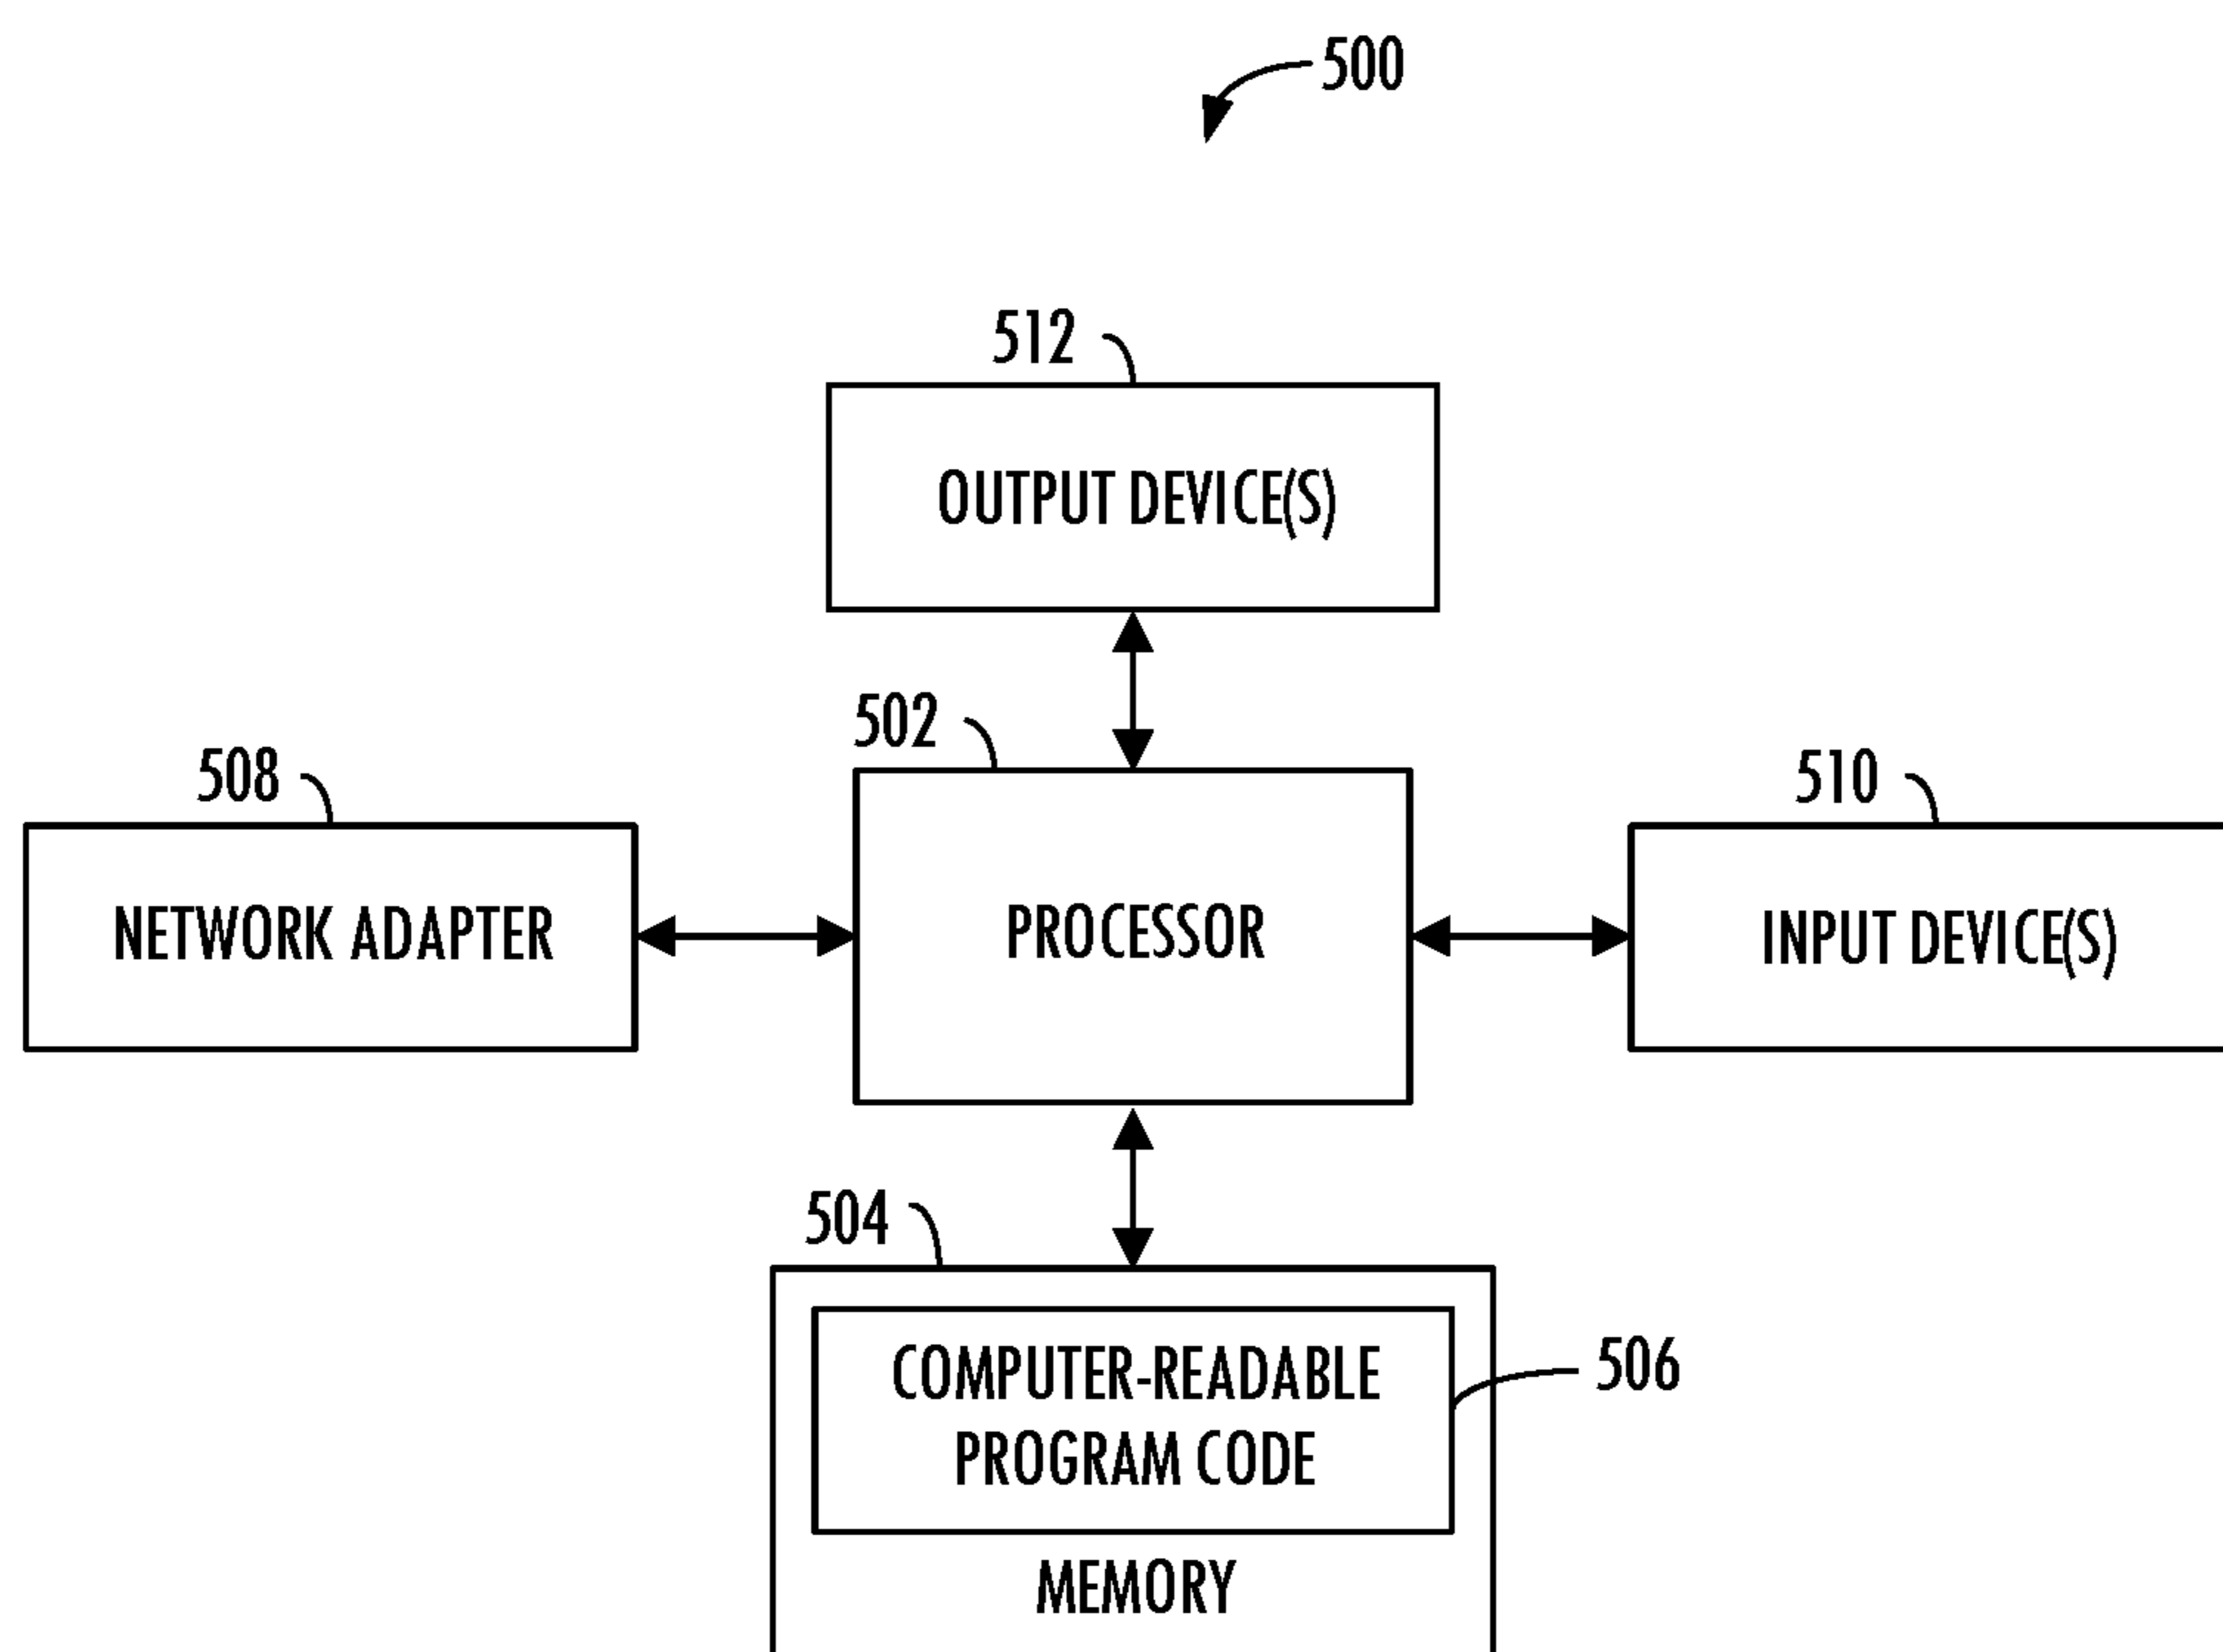 500
512
OUTPUT DEVICE(S)
502
508
510
NETWORK ADAPTER
PROCESSOR
INPUT DEVICE(S)
504
COMPUTER-READABLE
PROGRAM CODE
506
MEMORY